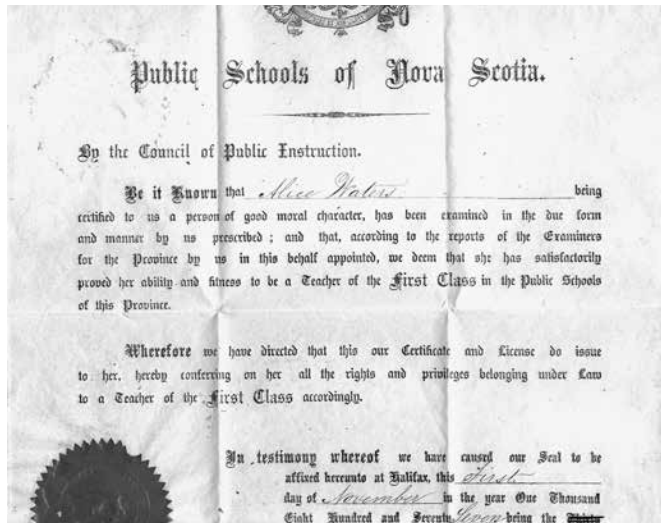 Public Schools of Nova Scotia.
By the Council of Public Instruction.
Be it Known that Alice Waters being
certified to us a person of good moral character, has been examined in the due form
and manner by us prescribed ; and that, according to the reports of the Examiners
for the Province by us in this behalf appointed, we deem that she has satisfactorily
proved her ability and fitness to be a Teacher of the First Class in the Public Schools
of this Province.
Wherefore we have directed that this our Certificate and License do issue
to her, hereby conferring on her all the rights and privileges belonging under Law
to a Teacher of the First Class accordingly.
In testimony whereof we have caused our Seal to be
affixed hereunto at Halifax, this First
day of November in the year One Thousand
Eight Hundred and Seventy Seven being the